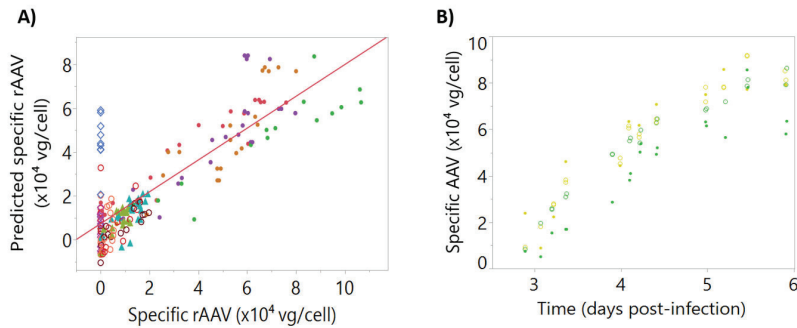 A)
Predicted specific rAAV
(x10⁴ vg/cell)
8
6
4
2
0
0 2 4 6 8 10
Specific rAAV (x10⁴ vg/cell)
B)
Specific AAV (x10⁴ vg/cell)
10
8
6
4
2
0
3 4 5 6
Time (days post-infection)